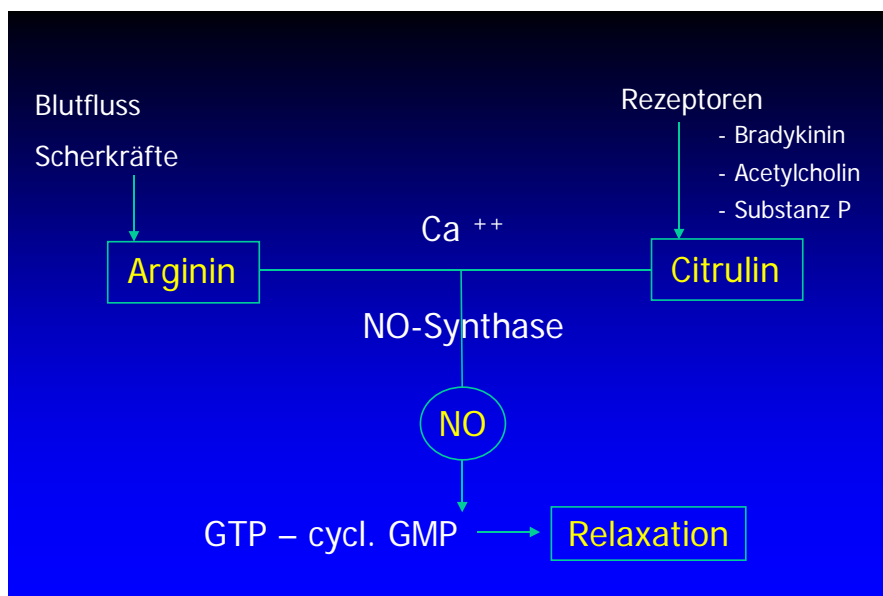 Blutfluss
Scherkräfte
Rezeptoren
- Bradykinin
- Acetylcholin
- Substanz P
Ca ++
Arginin
Citrulin
NO-Synthase
NO
GTP – cycl. GMP
Relaxation